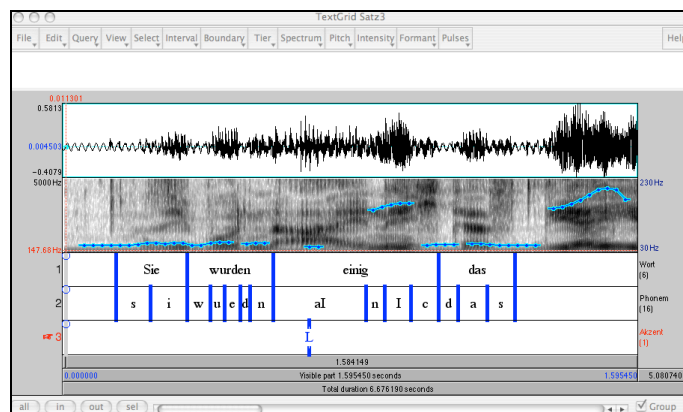 TextGrid Satz3
File Edit Query View Select Interval Boundary Tier Spectrum Pitch Intensity Formant Pulses Help
0.011301
0.5813
0.004503
-0.4079
5000 Hz 230 Hz
147.68 Hz 30 Hz
1 Sie wurden einig das Wort (6)
2 s i w u e d n aI n I c d a s Phonem (16)
3 L Akzent (1)
1.584149
0.000000 Visible part 1.595450 seconds 1.595450 5.080740
Total duration 6.676190 seconds
all in out sel Group